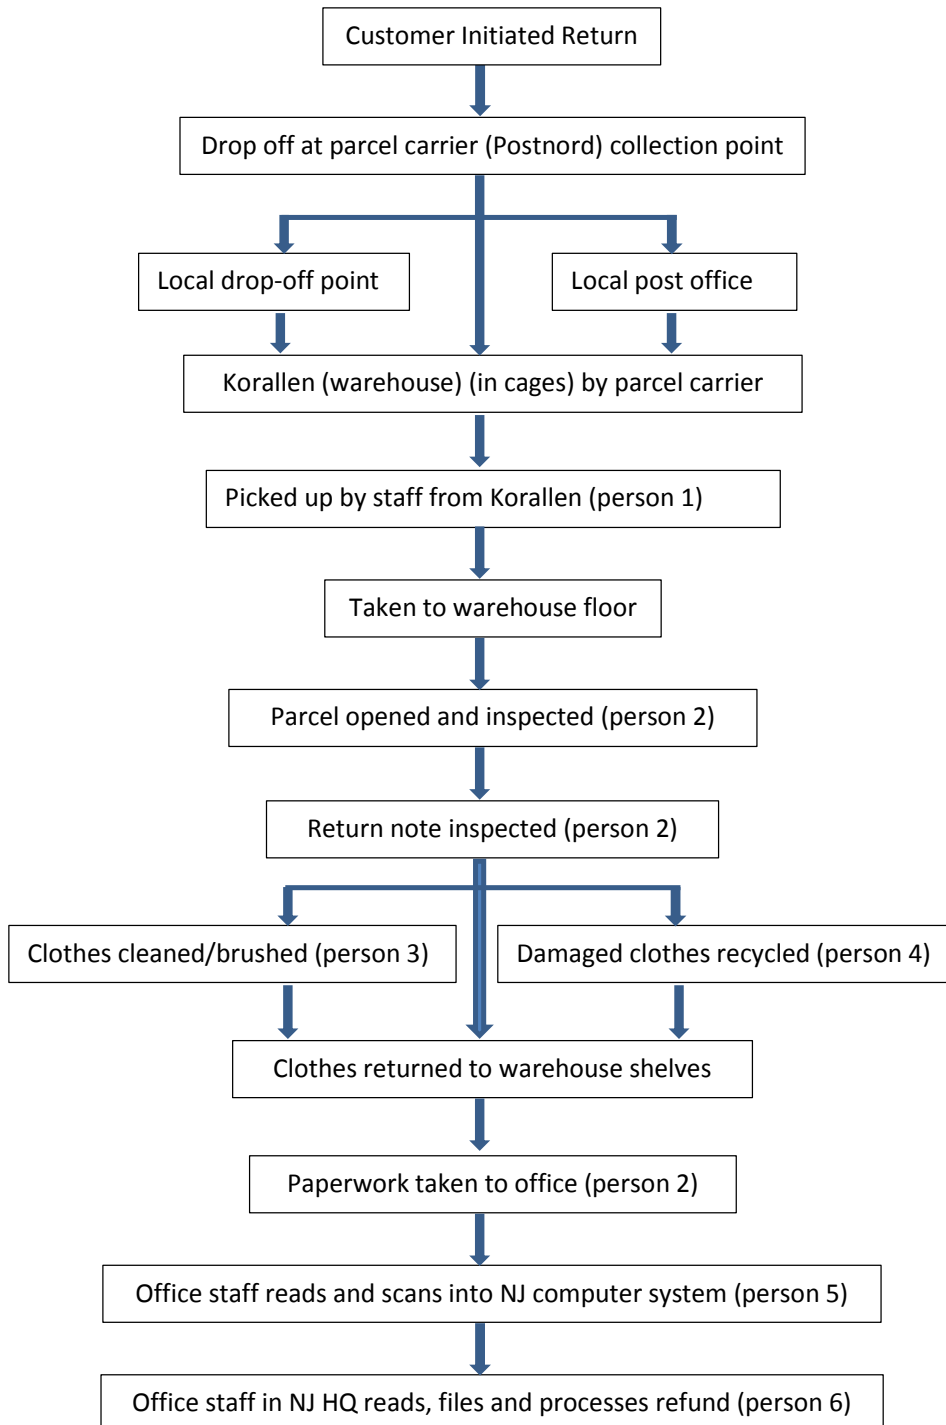 Customer Initiated Return
Drop off at parcel carrier (Postnord) collection point
Local drop-off point
Local post office
Korallen (warehouse) (in cages) by parcel carrier
Picked up by staff from Korallen (person 1)
Taken to warehouse floor
Parcel opened and inspected (person 2)
Return note inspected (person 2)
Clothes cleaned/brushed (person 3)
Damaged clothes recycled (person 4)
Clothes returned to warehouse shelves
Paperwork taken to office (person 2)
Office staff reads and scans into NJ computer system (person 5)
Office staff in NJ HQ reads, files and processes refund (person 6)